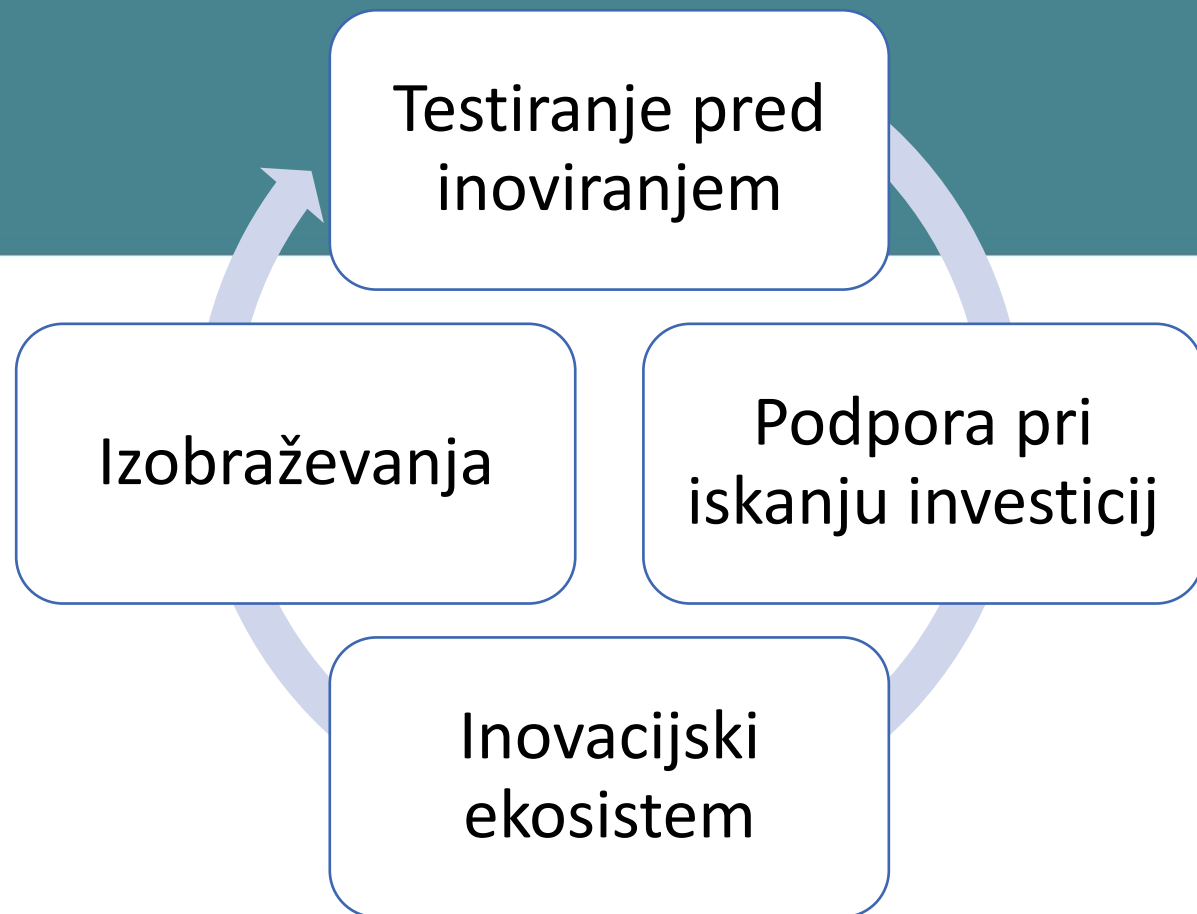 Testiranje pred
inoviranjem
Podpora pri
iskanju investicij
Inovacijski
ekosistem
Izobraževanja